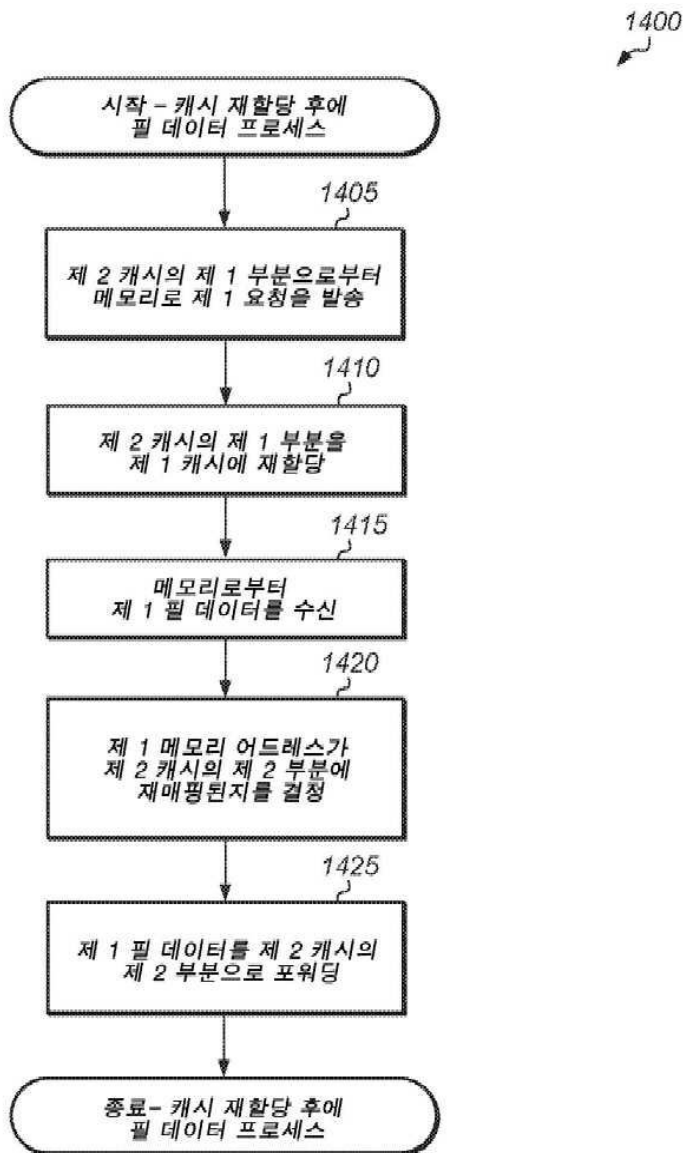 1400
시작 - 캐시 재할당 후에
필 데이터 프로세스
1405
제 2 캐시의 제 1 부분으로부터
메모리로 제 1 요청을 발송
1410
제 2 캐시의 제 1 부분을
제 1 캐시에 재할당
1415
메모리로부터
제 1 필 데이터를 수신
1420
제 1 메모리 어드레스가
제 2 캐시의 제 2 부분에
재매핑된지를 결정
1425
제 1 필 데이터를 제 2 캐시의
제 2 부분으로 포워딩
종료- 캐시 재할당 후에
필 데이터 프로세스